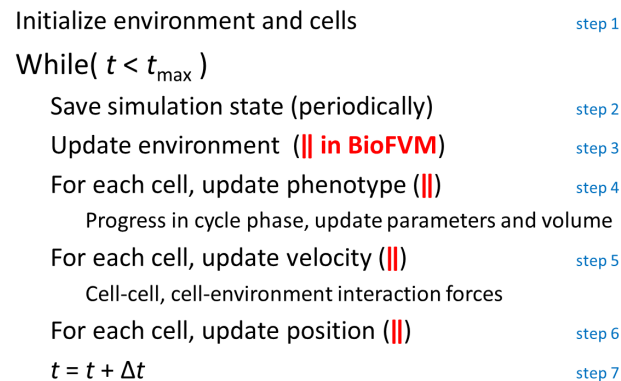 Initialize environment and cells step 1
While( t < tmax )
Save simulation state (periodically) step 2
Update environment (|| in BioFVM) step 3
For each cell, update phenotype (||) step 4
Progress in cycle phase, update parameters and volume
For each cell, update velocity (||) step 5
Cell-cell, cell-environment interaction forces
For each cell, update position (||) step 6
t = t + Δt step 7